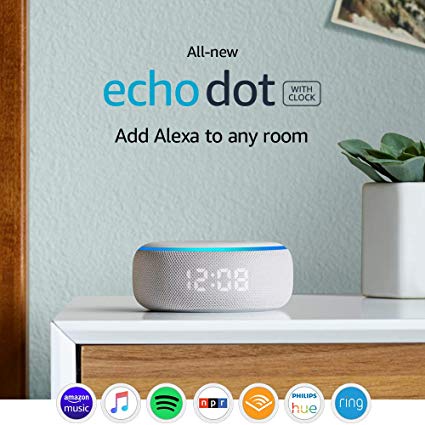 All-new
echo dot WITH CLOCK
Add Alexa to any room
12:08
amazon music
npr
PHILIPS hue
ring